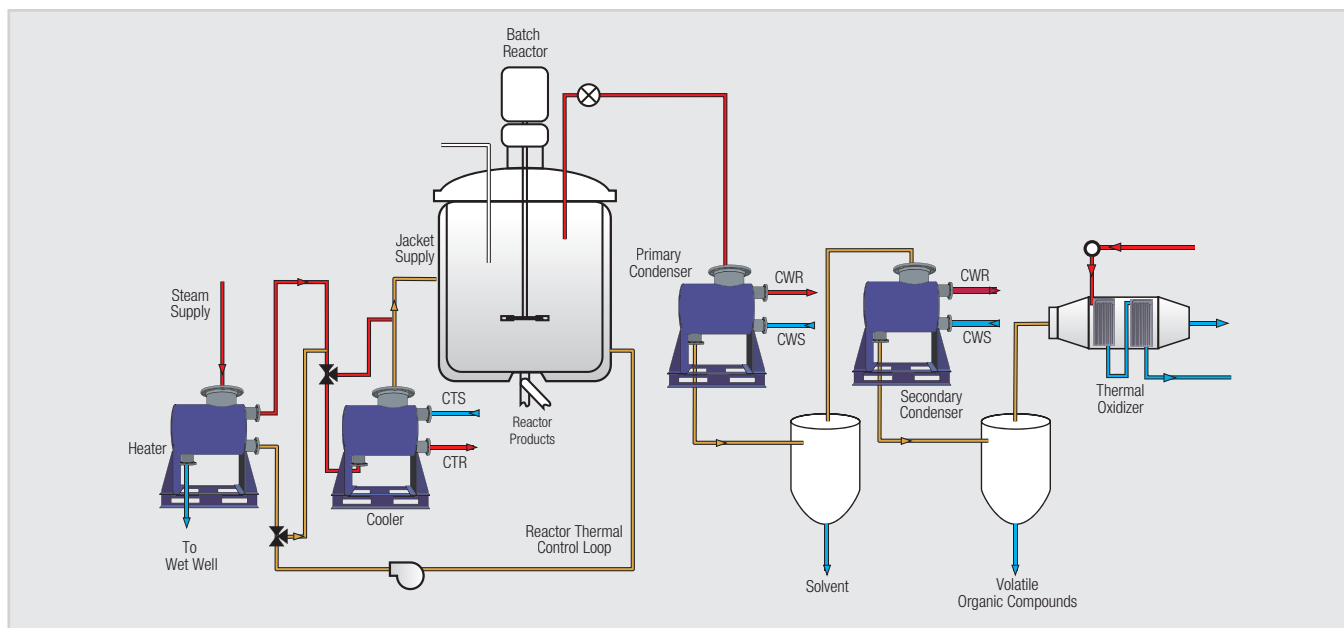 Batch
Reactor
Jacket
Supply
Primary
Condenser
CWR
CWR
Steam
Supply
CWS
CWS
Thermal
Oxidizer
Secondary
Condenser
CTS
Reactor
Products
Heater
CTR
Cooler
Reactor Thermal
Control Loop
To
Wet Well
Solvent
Volatile
Organic Compounds